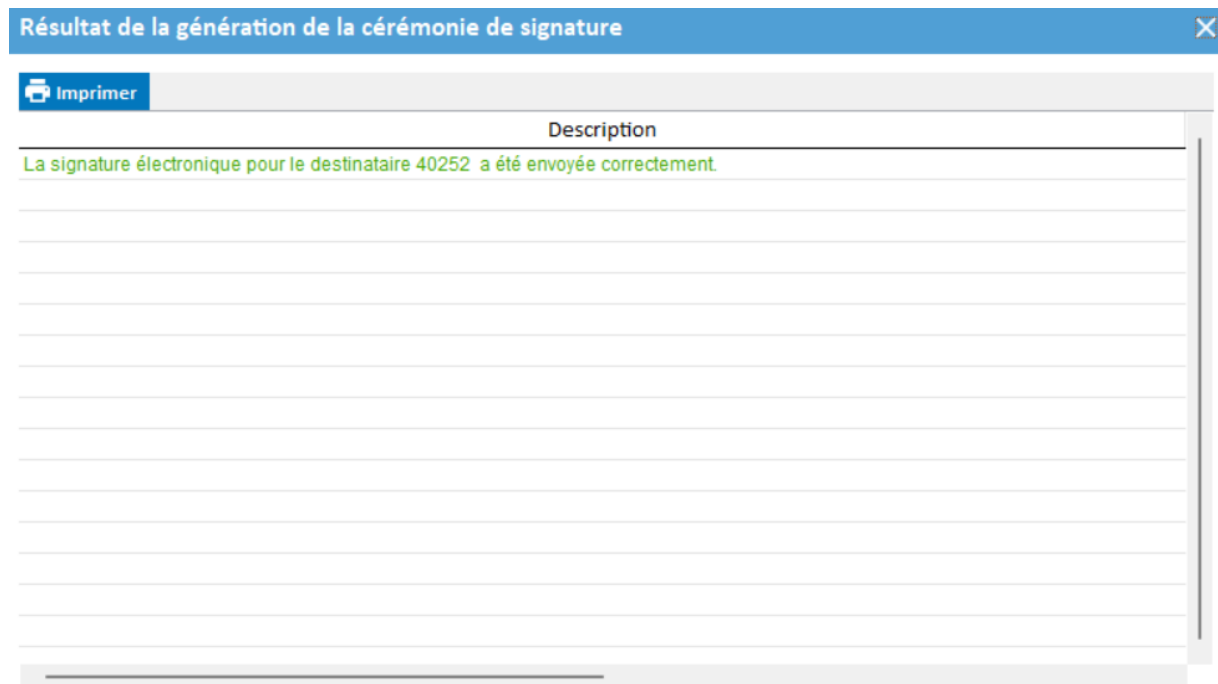 Résultat de la génération de la cérémonie de signature
Imprimer
Description
La signature électronique pour le destinataire 40252  a été envoyée correctement.